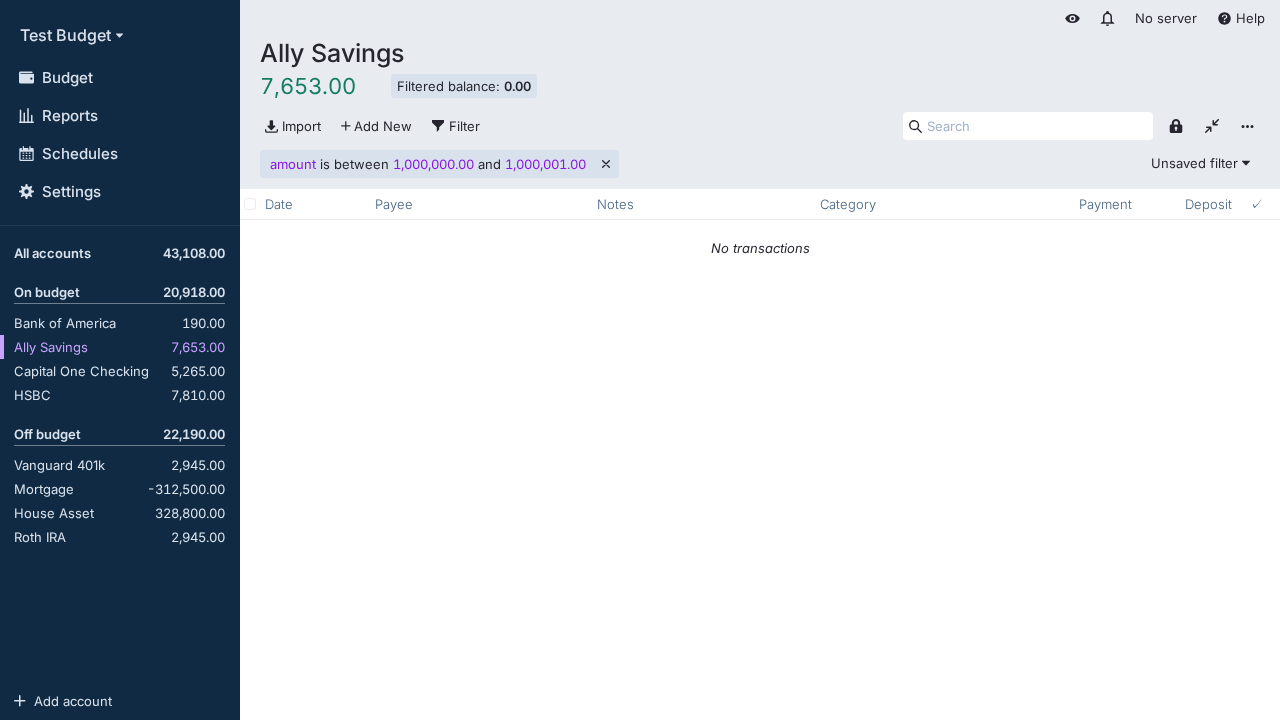 Test Budget
Budget
Reports
Schedules
Settings
All accounts 43,108.00
On budget 20,918.00
Bank of America 190.00
Ally Savings 7,653.00
Capital One Checking 5,265.00
HSBC 7,810.00
Off budget 22,190.00
Vanguard 401k 2,945.00
Mortgage -312,500.00
House Asset 328,800.00
Roth IRA 2,945.00
Add account
No server Help
Ally Savings
7,653.00 Filtered balance: 0.00
Import Add New Filter Search
amount is between 1,000,000.00 and 1,000,001.00 Unsaved filter
Date Payee Notes Category Payment Deposit
No transactions